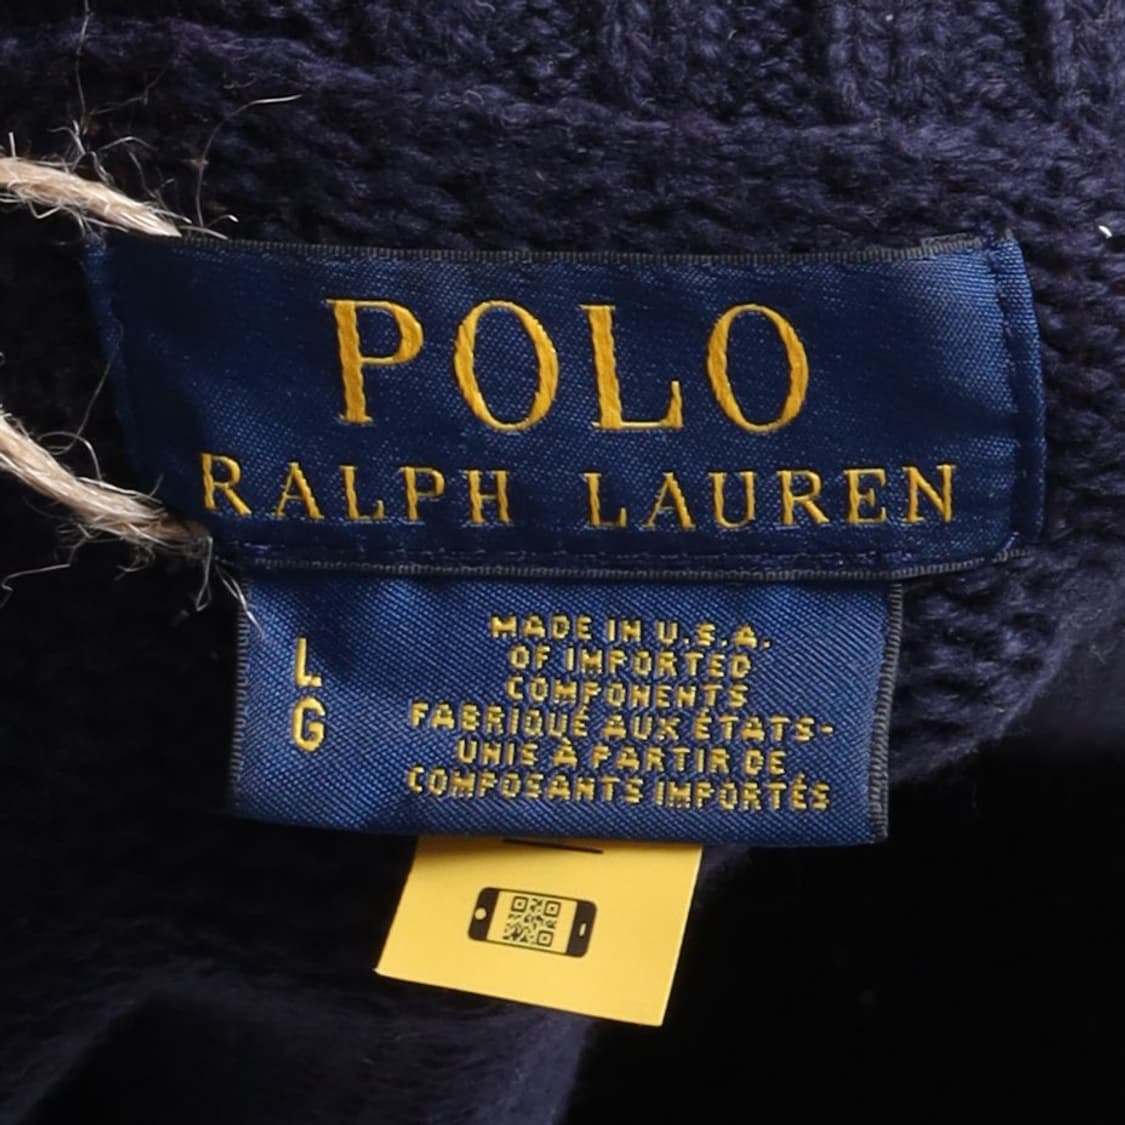 POLO
RALPH LAUREN
L
G
MADE IN U.S.A.
OF IMPORTED
COMPONENTS
FABRIQUÉ AUX ÉTATS-
UNIS À PARTIR DE
COMPOSANTS IMPORTÉS